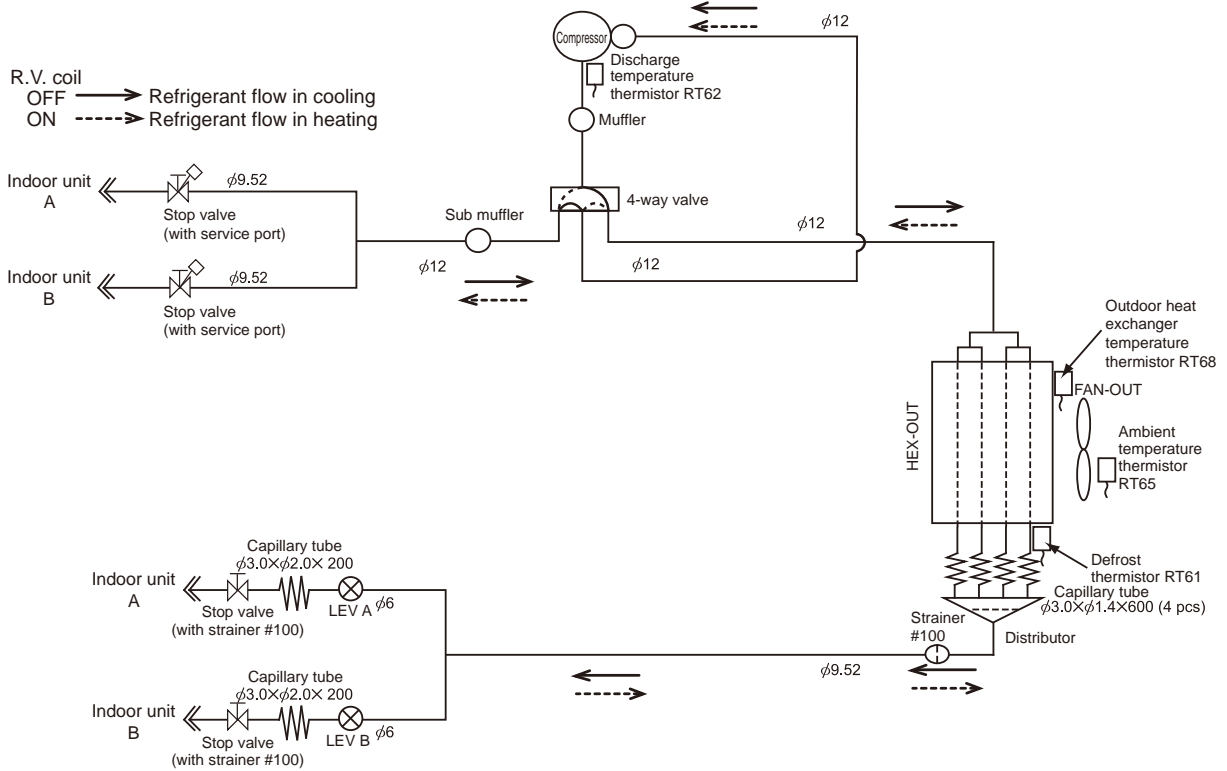 Compressor
ϕ12
Discharge
temperature
thermistor RT62
Muffler
R.V. coil
OFF Refrigerant flow in cooling
ON Refrigerant flow in heating
Indoor unit
A
ϕ9.52
Stop valve
(with service port)
4-way valve
Sub muffler
ϕ12
ϕ12
ϕ12
Indoor unit
B
ϕ9.52
Stop valve
(with service port)
Outdoor heat
exchanger
temperature
thermistor RT68
FAN-OUT
HEX-OUT
Ambient
temperature
thermistor
RT65
Defrost
thermistor RT61
Capillary tube
ϕ3.0×ϕ1.4×600 (4 pcs)
Distributor
Strainer
#100
ϕ9.52
Capillary tube
ϕ3.0×ϕ2.0× 200
Indoor unit
A
LEV A
ϕ6
Stop valve
(with strainer #100)
Capillary tube
ϕ3.0×ϕ2.0× 200
Indoor unit
B
LEV B
ϕ6
Stop valve
(with strainer #100)